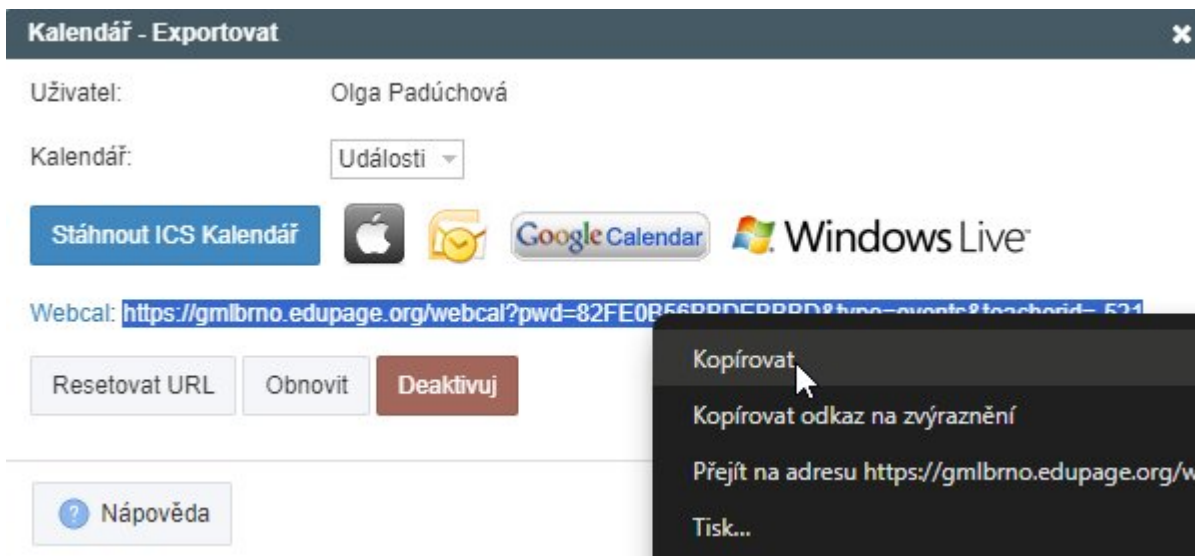 Kalendář - Exportovat
Uživatel: Olga Padúchová
Kalendář: Události
Stáhnout ICS Kalendář Google Calendar Windows Live
Webcal: https://gmlbrno.edupage.org/webcal?
Resetovat URL Obnovit Deaktivuj
Kopírovat
Kopírovat odkaz na zvýraznění
Přejít na adresu https://gmlbrno.edupage.org/w
Tisk...
? Nápověda